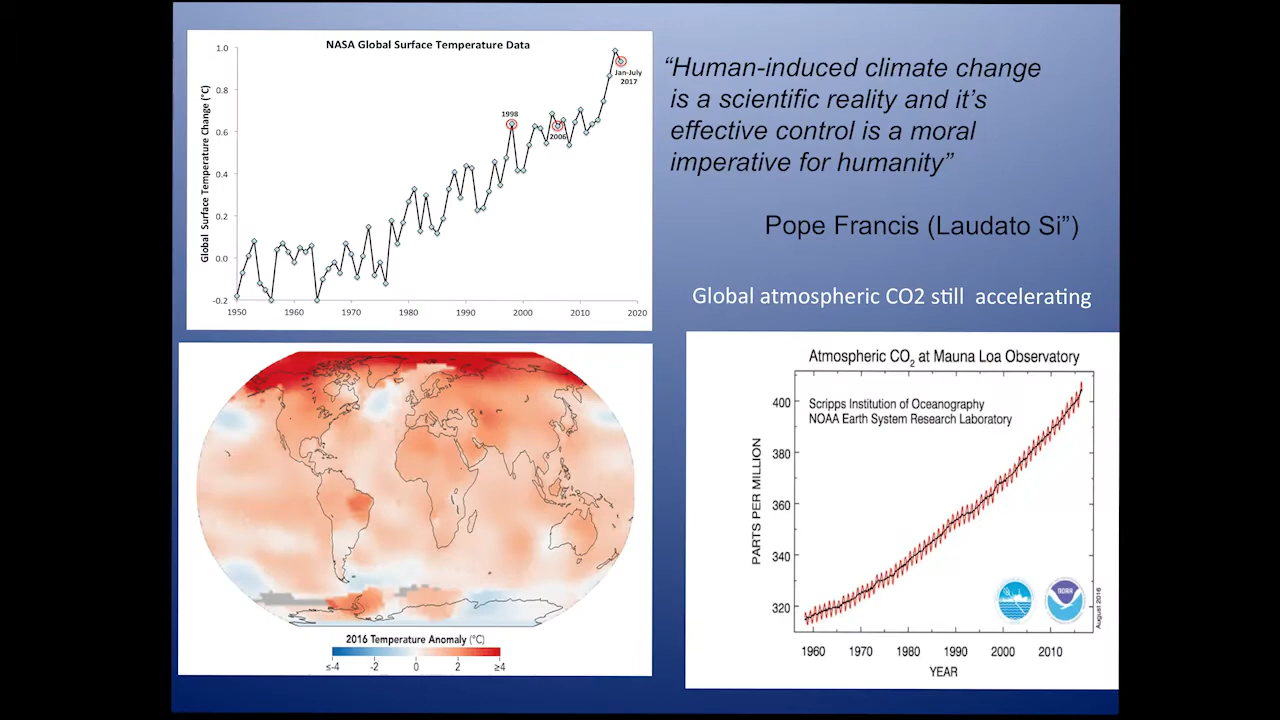 NASA Global Surface Temperature Data
Global Surface Temperature Change (°C)
1.0
0.8
0.6
0.4
0.2
0.0
-0.2
1950 1960 1970 1980 1990 2000 2010 2020
1998
2006
Jan-July
2017
“Human-induced climate change
is a scientific reality and it’s
effective control is a moral
imperative for humanity”
Pope Francis (Laudato Si”)
Global atmospheric CO2 still accelerating
2016 Temperature Anomaly (°C)
≤-4 -2 0 2 ≥4
Atmospheric CO2 at Mauna Loa Observatory
Scripps Institution of Oceanography
NOAA Earth System Research Laboratory
PARTS PER MILLION
400
380
360
340
320
NOAA
August 2016
1960 1970 1980 1990 2000 2010
YEAR